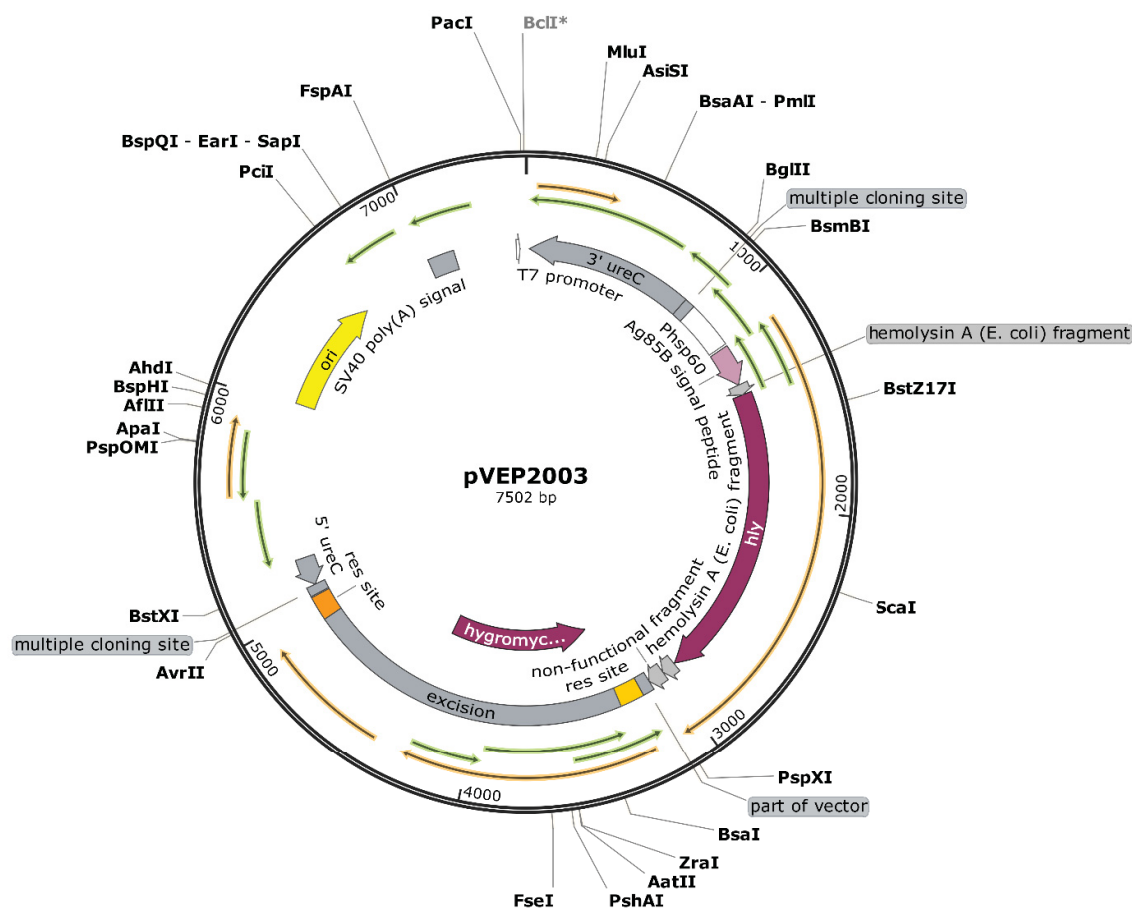 PacI
BclI*
MluI
AsiSI
FspAI
BsaAI - PmlI
BspQI - EarI - SapI
PciI
BglII
multiple cloning site
BsmBI
7000
1000
3' ureC
T7 promoter
SV40 poly(A) signal
ori
Phsp60
Ag85B signal peptide
hemolysin A (E. coli) fragment
AhdI
BspHI
AflII
ApaI
PspOMI
6000
BstZ17I
pVEP2003
7502 bp
2000
hly
hemolysin A (E. coli) fragment
5' ureC
res site
ScaI
BstXI
multiple cloning site
AvrII
5000
hygromyc...
non-functional fragment
res site
excision
3000
4000
PspXI
part of vector
BsaI
ZraI
AatII
FseI
PshAI